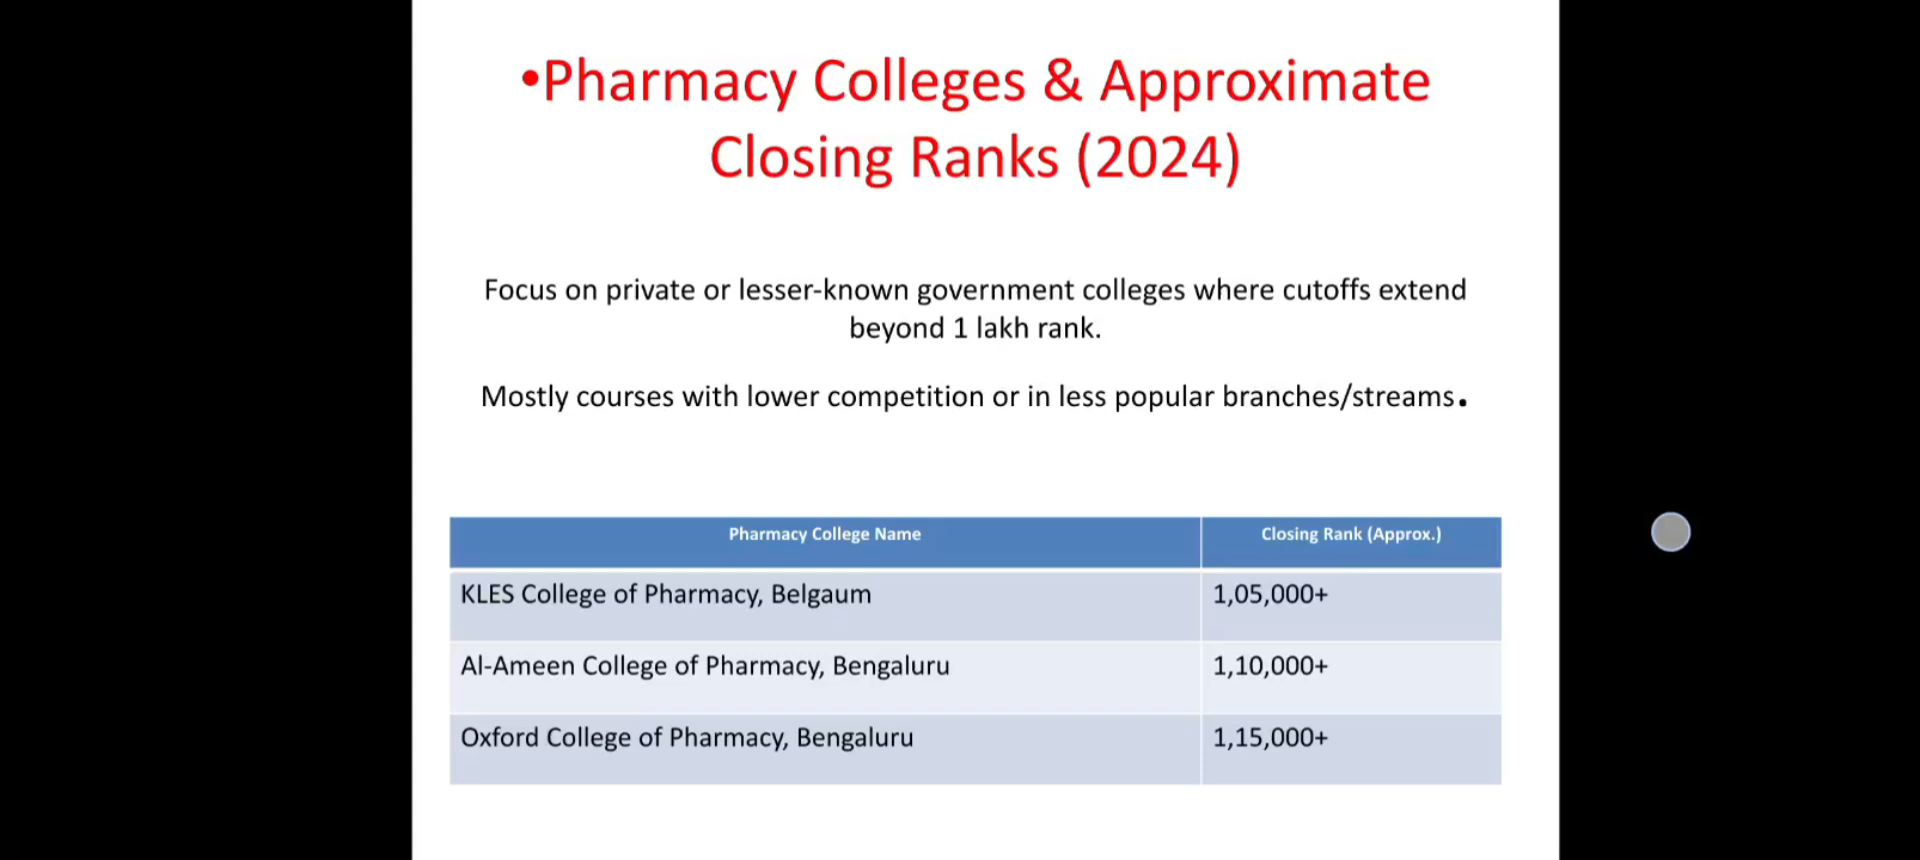 •Pharmacy Colleges & Approximate
Closing Ranks (2024)
Focus on private or lesser-known government colleges where cutoffs extend
beyond 1 lakh rank.
Mostly courses with lower competition or in less popular branches/streams.
Pharmacy College Name Closing Rank (Approx.)
KLES College of Pharmacy, Belgaum 1,05,000+
Al-Ameen College of Pharmacy, Bengaluru 1,10,000+
Oxford College of Pharmacy, Bengaluru 1,15,000+